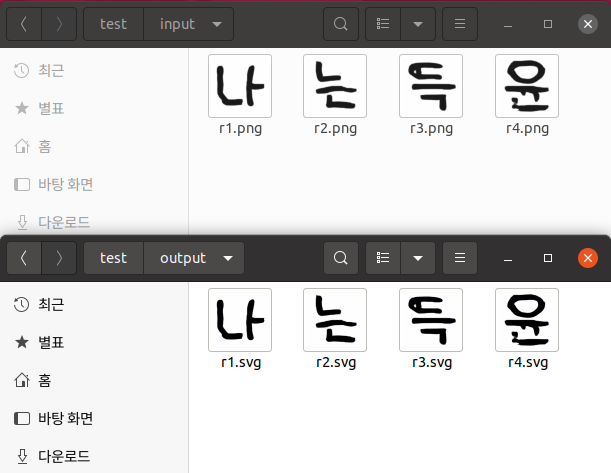 test input
최근
별표
홈
바탕 화면
다운로드
나 는 득 윤
r1.png r2.png r3.png r4.png
test output
최근
별표
홈
바탕 화면
다운로드
나 는 득 윤
r1.svg r2.svg r3.svg r4.svg